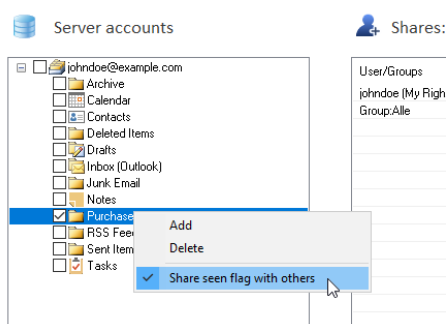 Server accounts
Shares:
johndoe@example.com
Archive
Calendar
Contacts
Deleted Items
Drafts
Inbox (Outlook)
Junk Email
Notes
Purchase
RSS Fee
Sent Item
Tasks
Add
Delete
Share seen flag with others
User/Groups
johndoe (My Righ
Group:Alle